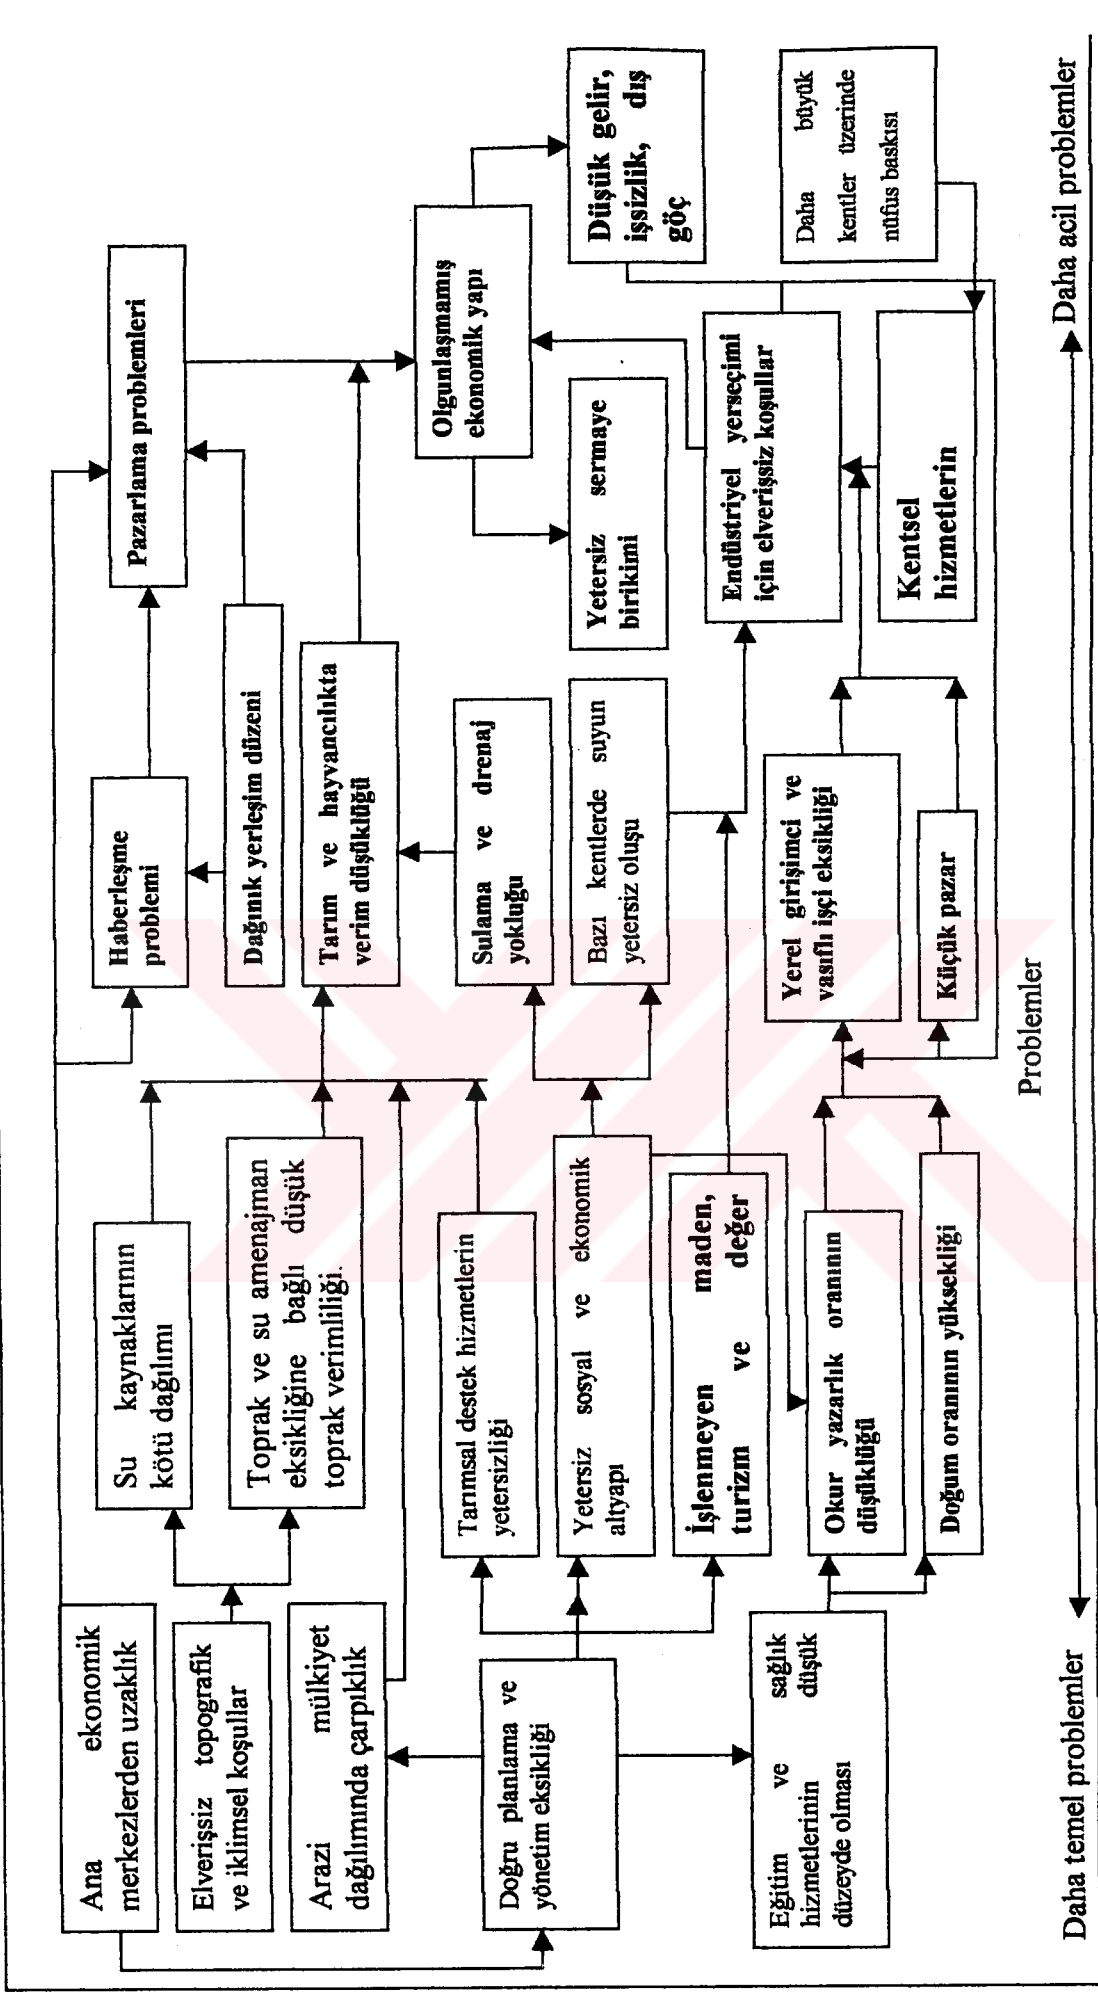 Ana ekonomik
merkezlerden uzaklık
Elverişsiz topografik
ve iklimsel koşullar
Arazi mülkiyet
dağılımında çarpıklık
Doğru planlama ve
yönetim eksikliği
Eğitim ve sağlık
hizmetlerinin düşük
düzeyde olması
Su kaynaklarının
kötü dağılımı
Toprak ve su amenajman
eksikliğine bağlı düşük
toprak verimliliği.
Tarımsal destek hizmetlerin
yetersizliği
Yetersiz sosyal ve ekonomik
altyapı
İşlenmeyen maden,
turizm ve değer
Okur yazarlık oranının
düşüklüğü
Doğum oranının yüksekliği
Haberleşme
problemi
Dağınık yerleşim düzeni
Tarım ve hayvancılıkta
verim düşüklüğü
Sulama ve drenaj
yokluğu
Bazı kentlerde suyun
yetersiz oluşu
Yerel girişimci ve
vasıflı işçi eksikliği
Küçük pazar
Pazarlama problemleri
Olgunlaşmamış
ekonomik yapı
Yetersiz sermaye
birikimi
Endüstriyel yerseçimi
için elverişsiz koşullar
Kentsel
hizmetlerin
Düşük gelir,
işsizlik, dış
göç
Daha büyük
kentler üzerinde
nüfus baskısı
Problemler
Daha temel problemler
Daha acil problemler